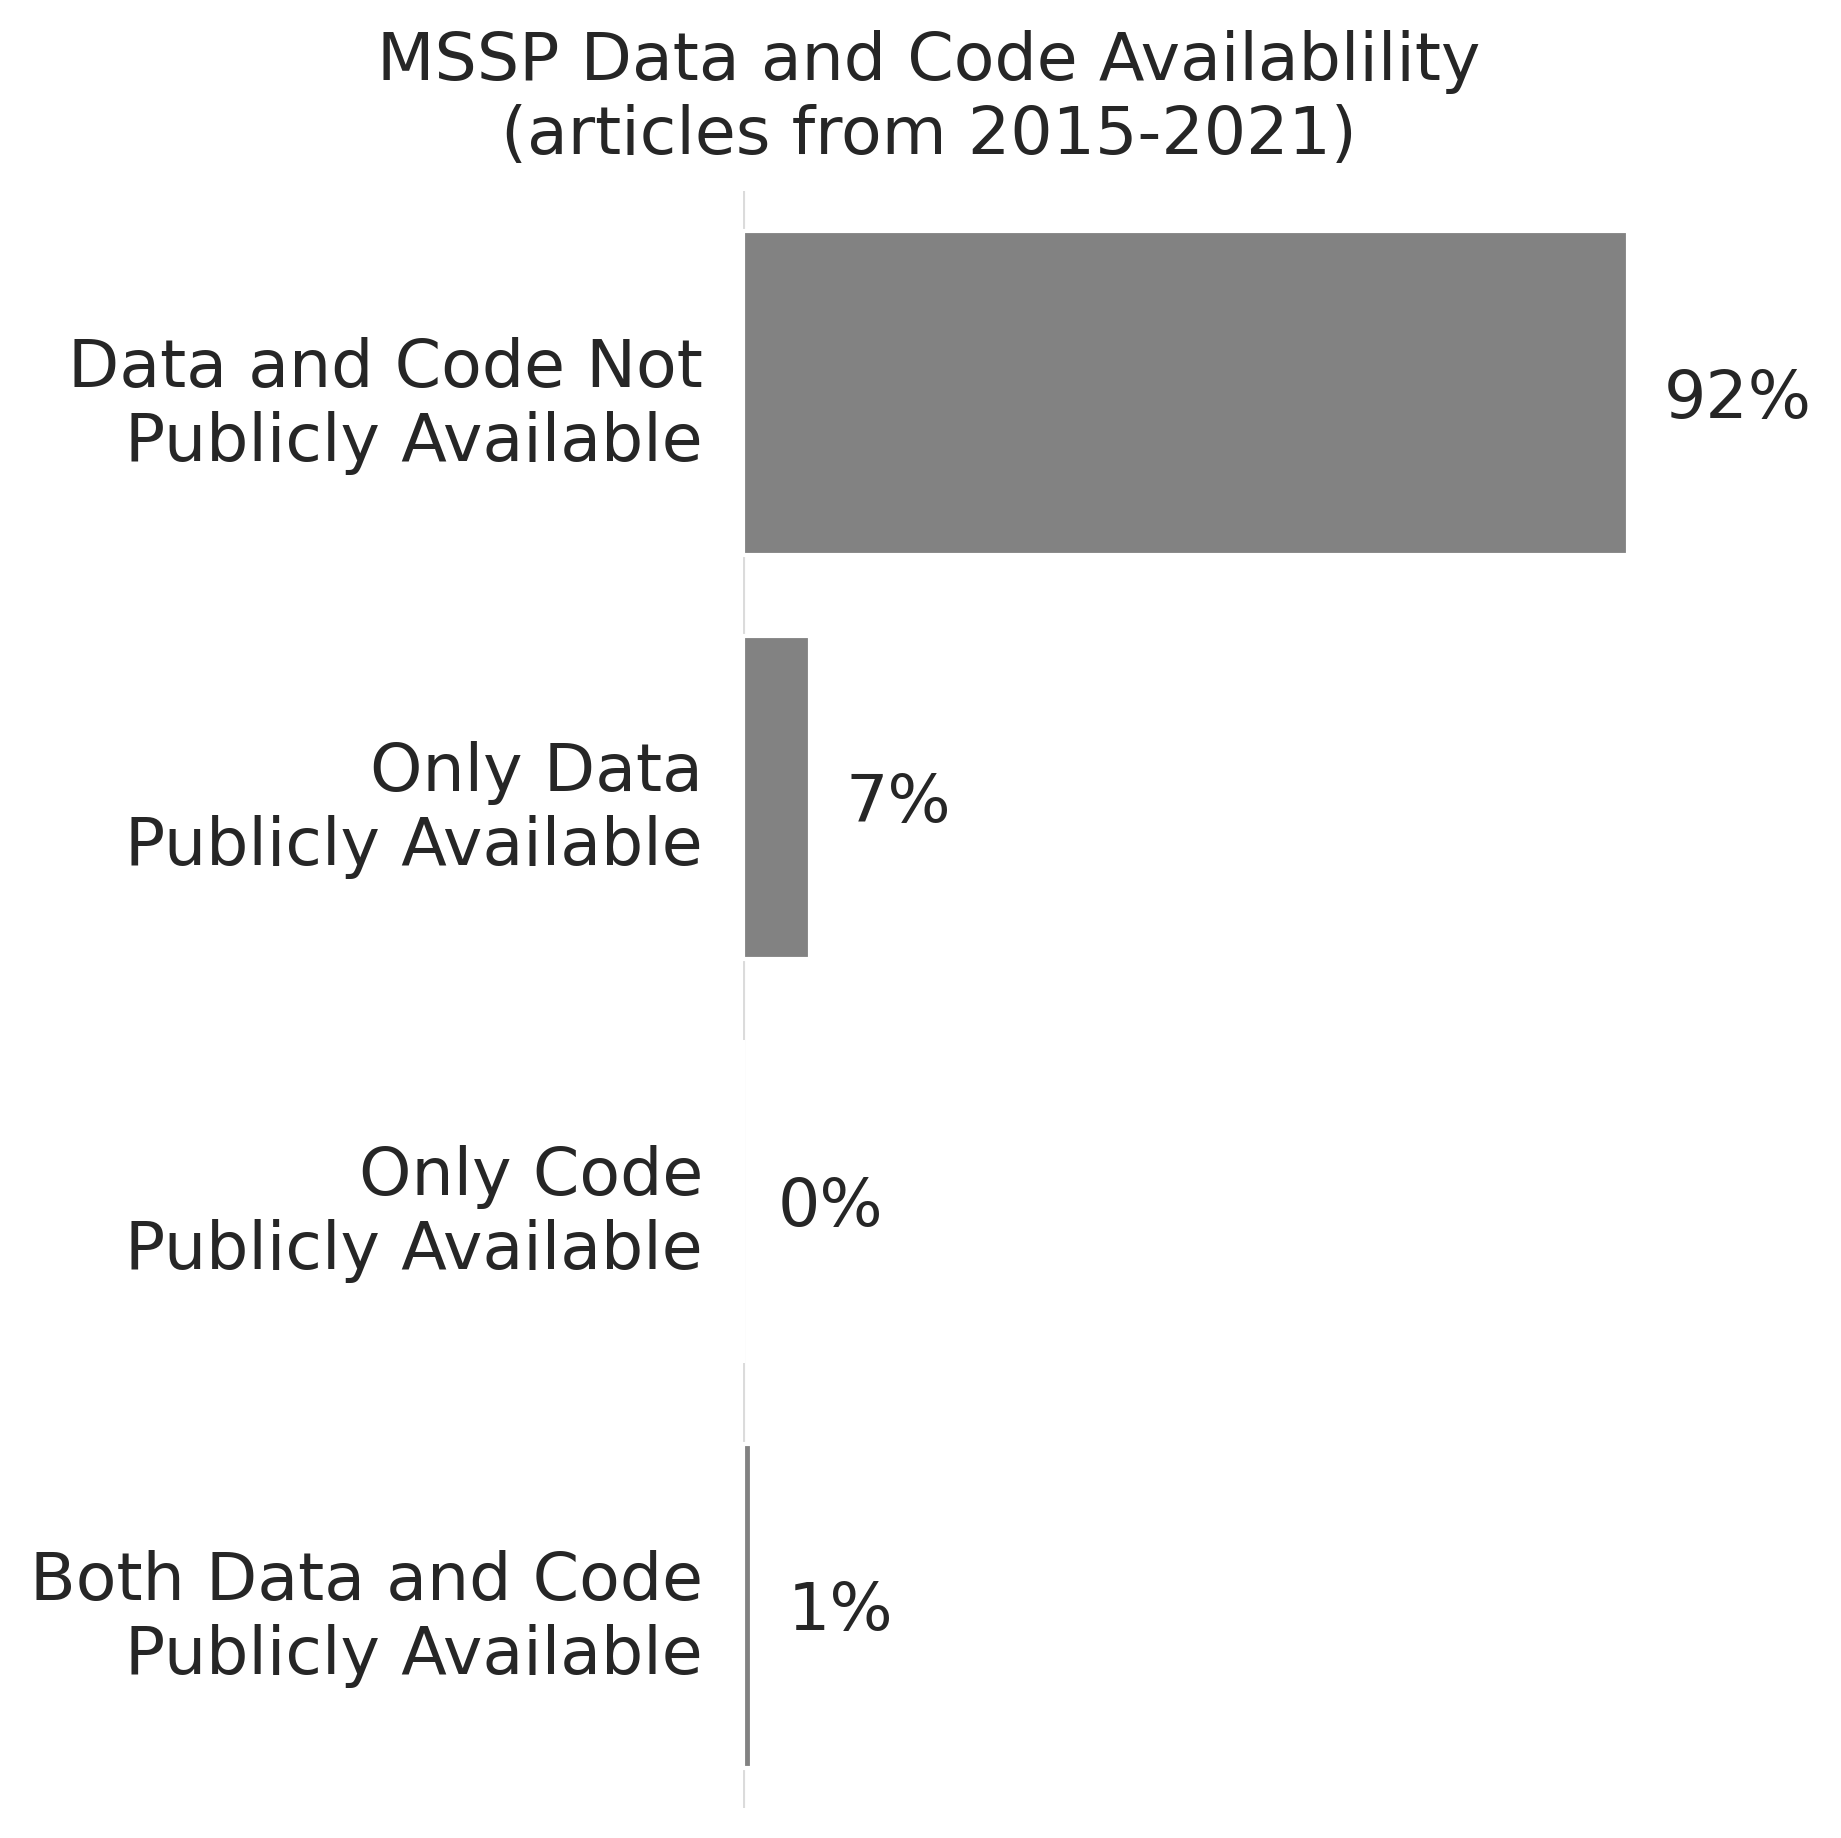 MSSP Data and Code Availablility
(articles from 2015-2021)
Data and Code Not
Publicly Available
92%
Only Data
Publicly Available
7%
Only Code
Publicly Available
0%
Both Data and Code
Publicly Available
1%